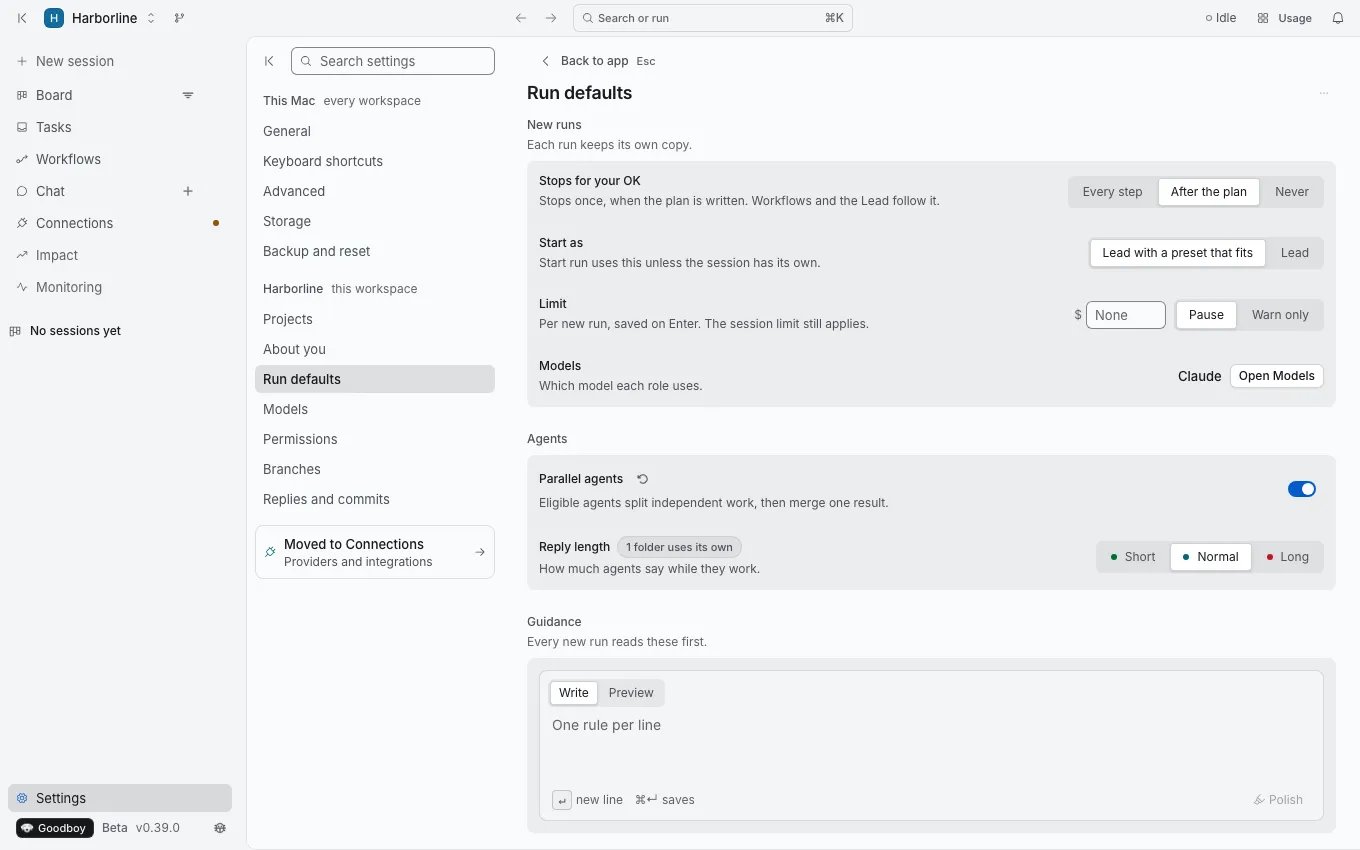 H Harborline
Search or run ⌘K
Idle
Usage
New session
Board
Tasks
Workflows
Chat
Connections
Impact
Monitoring
No sessions yet
Settings
Goodboy Beta v0.39.0
Search settings
This Mac every workspace
General
Keyboard shortcuts
Advanced
Storage
Backup and reset
Harborline this workspace
Projects
About you
Run defaults
Models
Permissions
Branches
Replies and commits
Moved to Connections
Providers and integrations
Back to app Esc
Run defaults
New runs
Each run keeps its own copy.
Stops for your OK
Stops once, when the plan is written. Workflows and the Lead follow it.
Every step After the plan Never
Start as
Start run uses this unless the session has its own.
Lead with a preset that fits Lead
Limit
Per new run, saved on Enter. The session limit still applies.
$ None Pause Warn only
Models
Which model each role uses.
Claude Open Models
Agents
Parallel agents
Eligible agents split independent work, then merge one result.
Reply length 1 folder uses its own
How much agents say while they work.
Short Normal Long
Guidance
Every new run reads these first.
Write Preview
One rule per line
↵ new line ⌘↵ saves
Polish